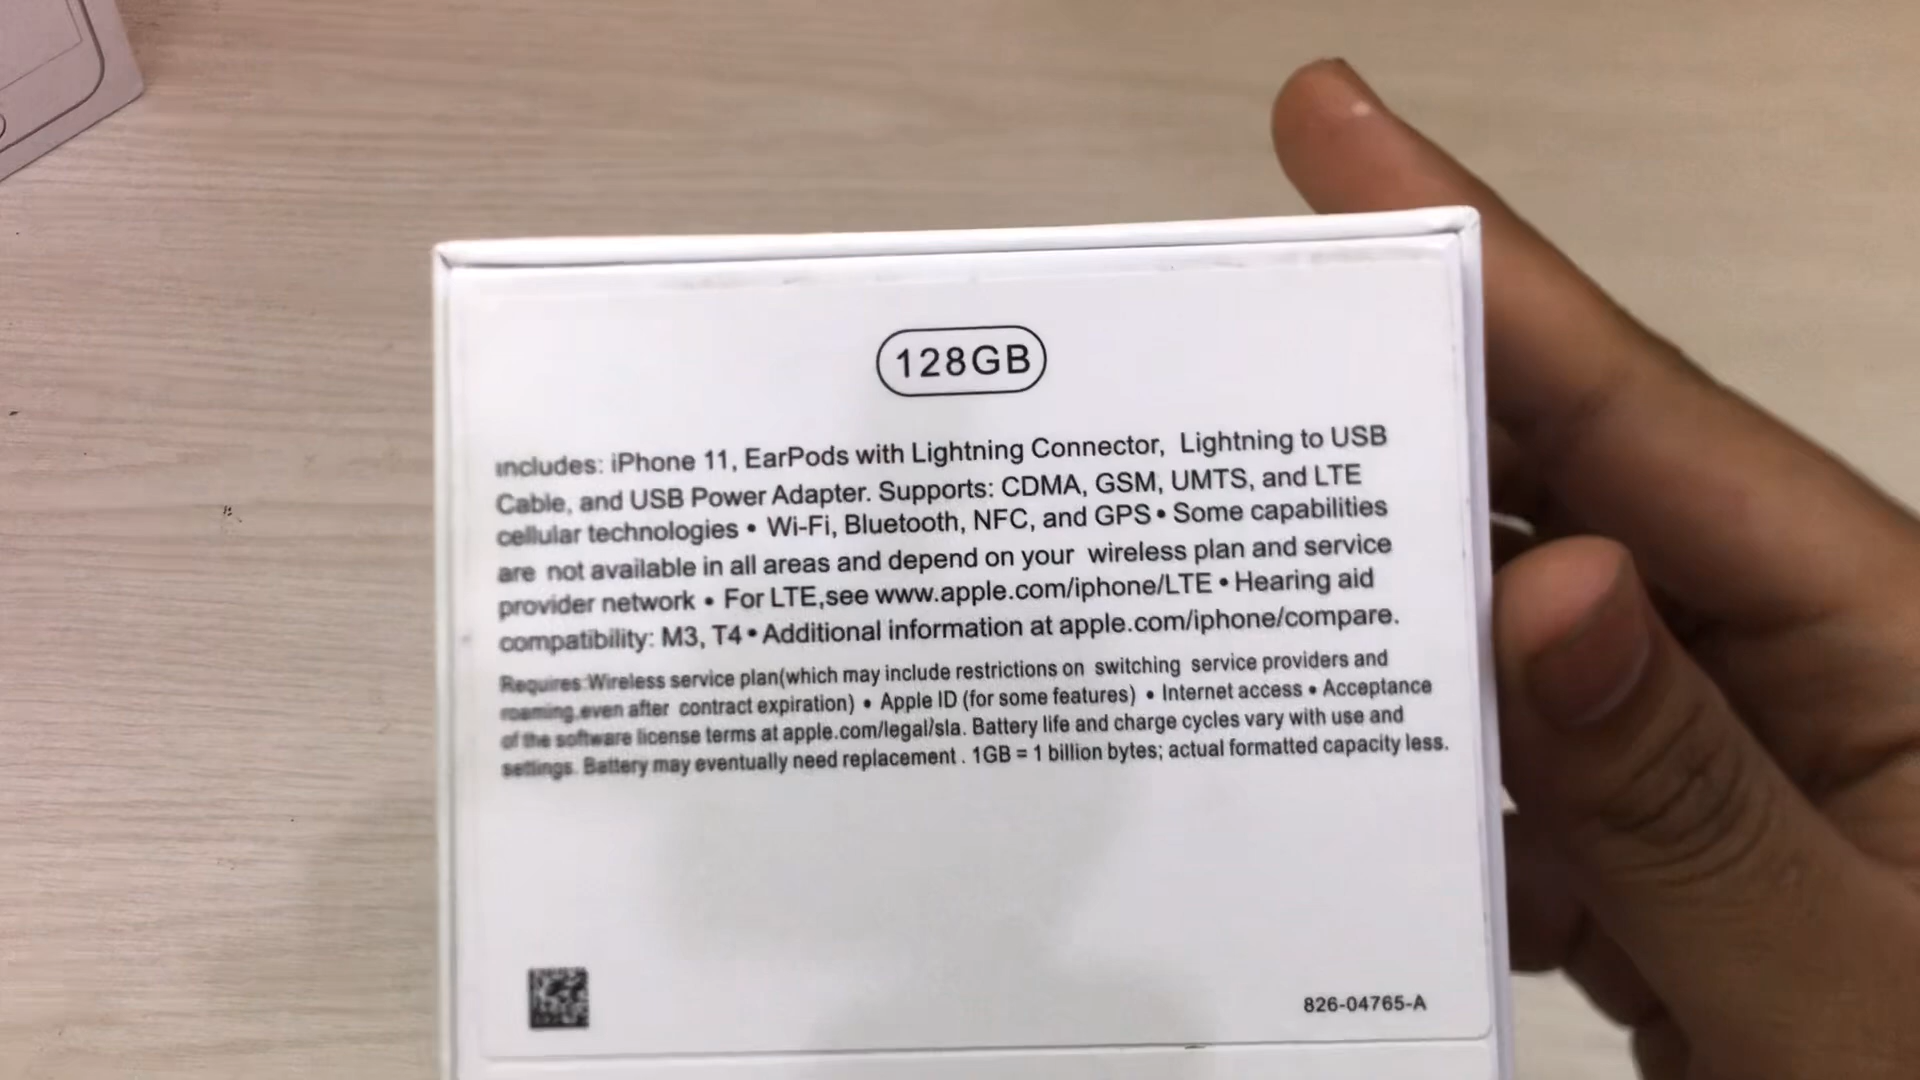 128GB
Includes: iPhone 11, EarPods with Lightning Connector, Lightning to USB
Cable, and USB Power Adapter. Supports: CDMA, GSM, UMTS, and LTE
cellular technologies • Wi-Fi, Bluetooth, NFC, and GPS • Some capabilities
are not available in all areas and depend on your wireless plan and service
provider network • For LTE,see www.apple.com/iphone/LTE • Hearing aid
compatibility: M3, T4 • Additional information at apple.com/iphone/compare.
Requires:Wireless service plan(which may include restrictions on switching service providers and
roaming,even after contract expiration) • Apple ID (for some features) • Internet access • Acceptance
of the software license terms at apple.com/legal/sla. Battery life and charge cycles vary with use and
settings. Battery may eventually need replacement . 1GB = 1 billion bytes; actual formatted capacity less.
826-04765-A